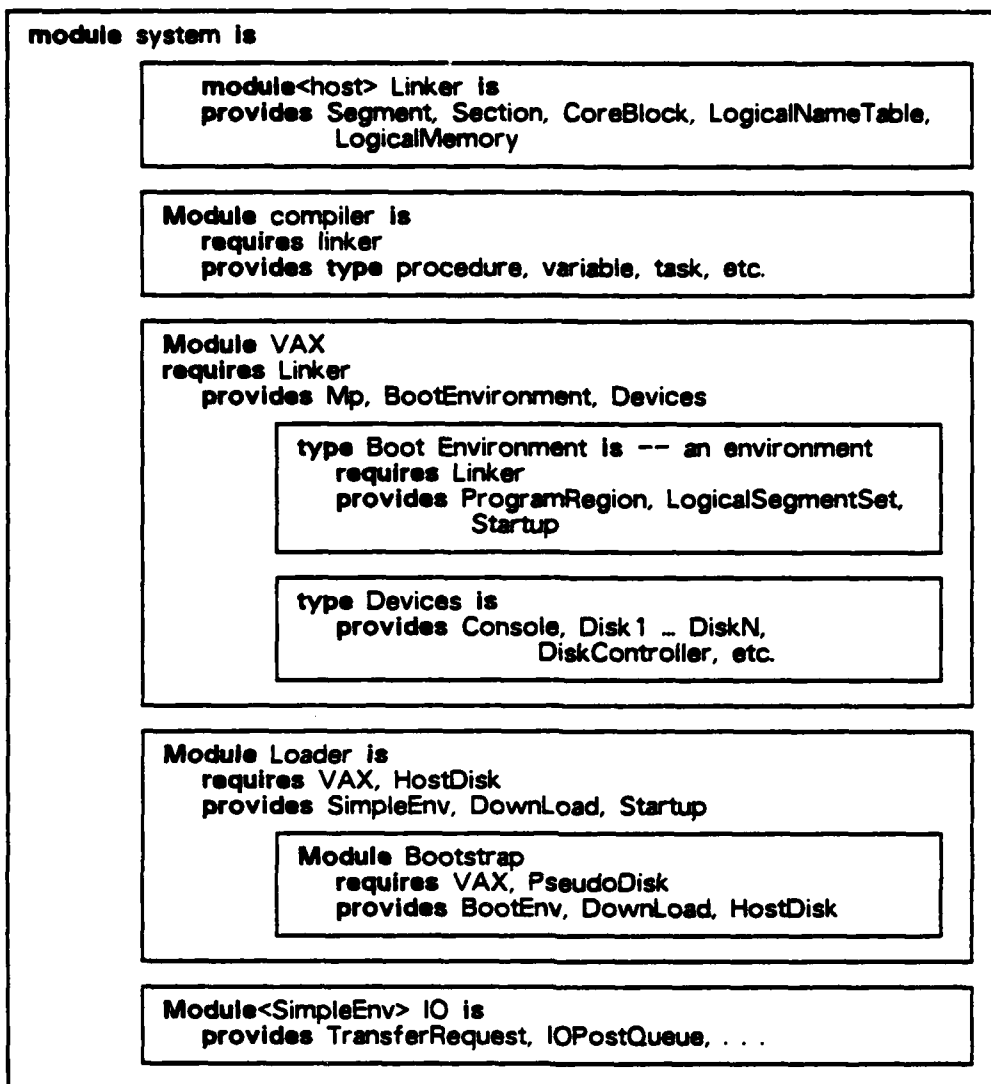 module system is
module<host> Linker is
provides Segment, Section, CoreBlock, LogicalNameTable,
LogicalMemory
Module compiler is
requires linker
provides type procedure, variable, task, etc.
Module VAX
requires Linker
provides Mp, BootEnvironment, Devices
type Boot Environment is -- an environment
requires Linker
provides ProgramRegion, LogicalSegmentSet,
Startup
type Devices is
provides Console, Disk1 ... DiskN,
DiskController, etc.
Module Loader is
requires VAX, HostDisk
provides SimpleEnv, DownLoad, Startup
Module Bootstrap
requires VAX, PseudoDisk
provides BootEnv, DownLoad, HostDisk
Module<SimpleEnv> IO is
provides TransferRequest, IOPostQueue, . . .